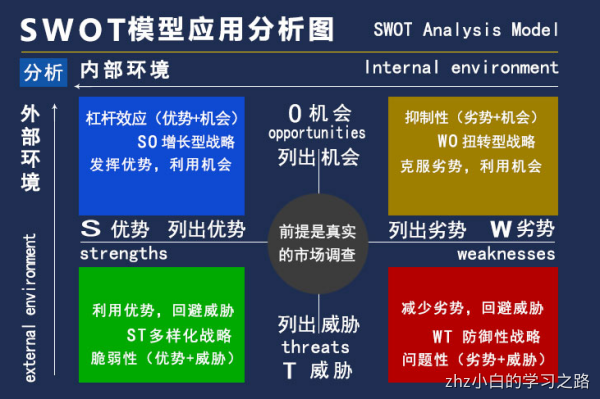 SWOT模型应用分析图
SWOT Analysis Model
分析
内部环境
Internal environment
外部环境
external environment
杠杆效应（优势+机会）
SO增长型战略
发挥优势，利用机会
O 机会
opportunities
列出机会
抑制性（劣势+机会）
WO 扭转型战略
克服劣势，利用机会
S 优势 列出优势
strengths
前提是真实
的市场调查
列出劣势 W 劣势
weaknesses
利用优势，回避威胁
ST多样化战略
脆弱性（优势+威胁）
列出威胁
threats
T 威胁
减少劣势，回避威胁
WT 防御性战略
问题性（劣势+威胁）
zhz小白的学习之路